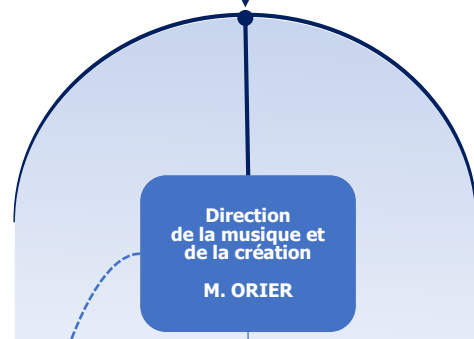 Direction
de la musique et
de la création
M. ORIER